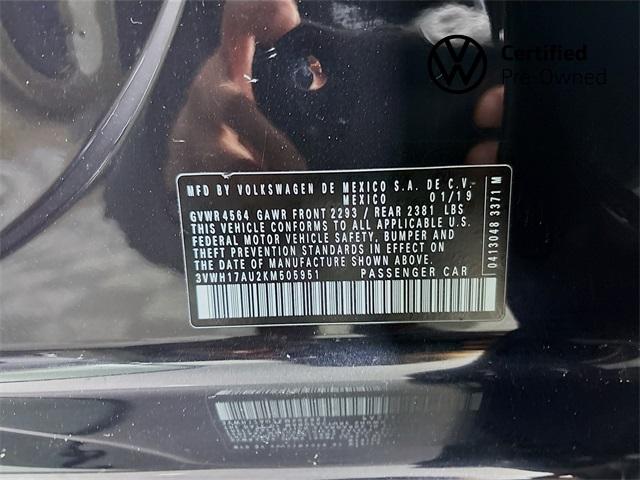 Certified
Pre-Owned
MFD BY VOLKSWAGEN DE MEXICO S.A. DE C.V.
MEXICO 01/19
GVWR4564 GAWR FRONT 2293 / REAR 2381 LBS
THIS VEHICLE CONFORMS TO ALL APPLICABLE U.S.
FEDERAL MOTOR VEHICLE SAFETY, BUMPER AND
THEFT PREVENTION STANDARDS IN EFFECT ON
THE DATE OF MANUFACTURE SHOWN ABOVE.
3VWH17AU2KM505951 PASSENGER CAR
0413048 3371 M